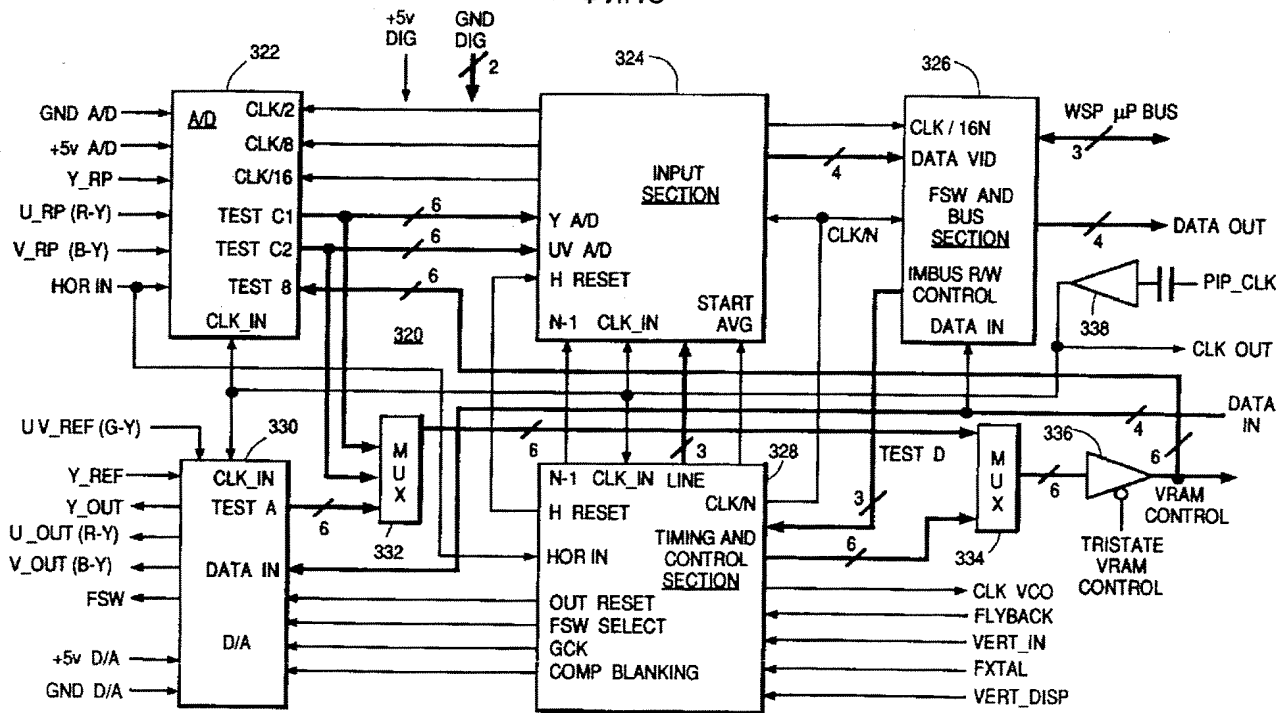 +5v DIG
GND DIG
2
322
324
326
GND A/D
+5v A/D
Y_RP
U_RP (R-Y)
V_RP (B-Y)
HOR IN
A/D
CLK/2
CLK/8
CLK/16
TEST C1
TEST C2
TEST 8
CLK_IN
6
6
6
320
INPUT SECTION
Y A/D
UV A/D
H RESET
START AVG
N-1 CLK_IN
4
CLK/N
CLK / 16N
DATA VID
FSW AND BUS SECTION
IMBUS R/W CONTROL
DATA IN
WSP µP BUS
3
4
DATA OUT
PIP_CLK
338
CLK OUT
DATA IN
4
UV_REF (G-Y)
330
Y_REF
Y_OUT
U_OUT (R-Y)
V_OUT (B-Y)
FSW
+5v D/A
GND D/A
CLK_IN
TEST A
DATA IN
D/A
6
MUX
332
6
3
328
TEST D
N-1 CLK_IN LINE
CLK/N
H RESET
TIMING AND CONTROL SECTION
HOR IN
OUT RESET
FSW SELECT
GCK
COMP BLANKING
3
6
MUX
334
6
336
6
VRAM CONTROL
TRISTATE VRAM CONTROL
CLK VCO
FLYBACK
VERT_IN
FXTAL
VERT_DISP